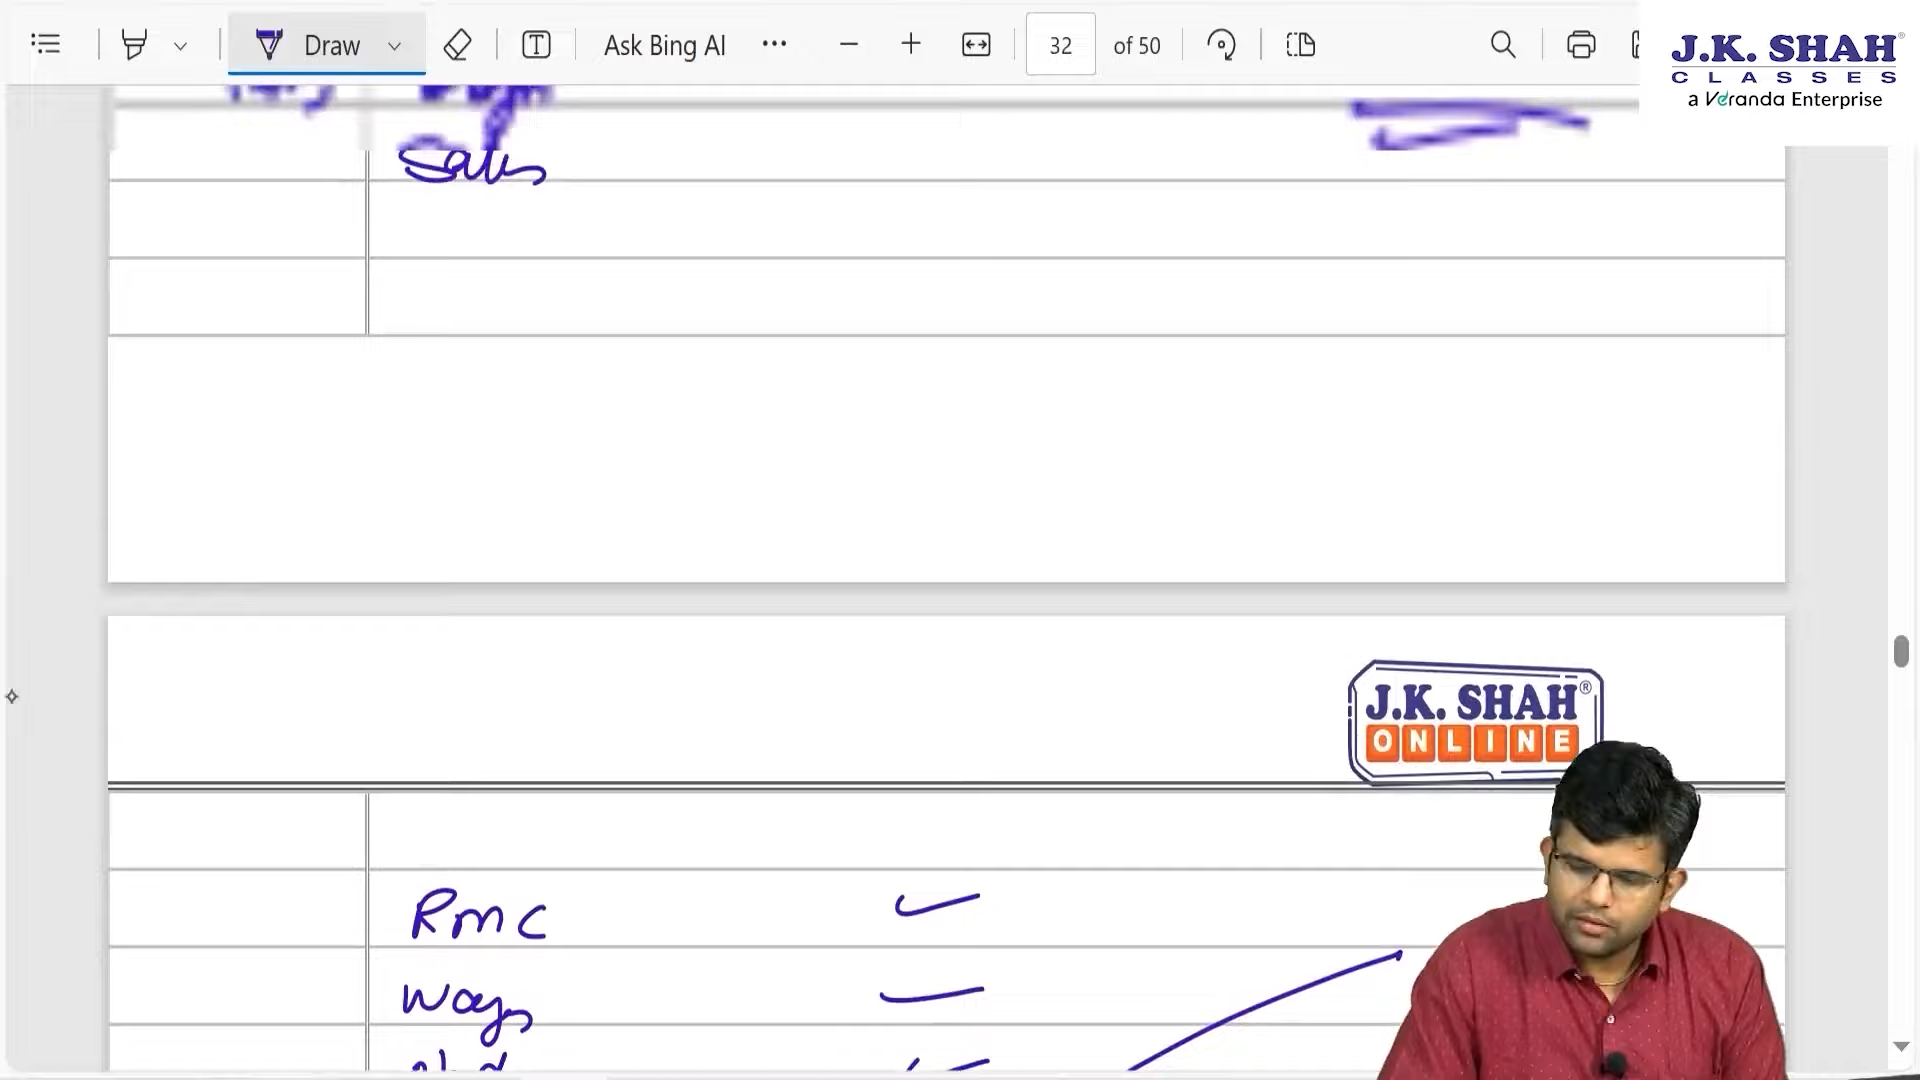 Draw
Ask Bing AI
32
of 50
J.K. SHAH®
CLASSES
a Veranda Enterprise
Sales
J.K. SHAH®
ONLINE
RMC
Wages